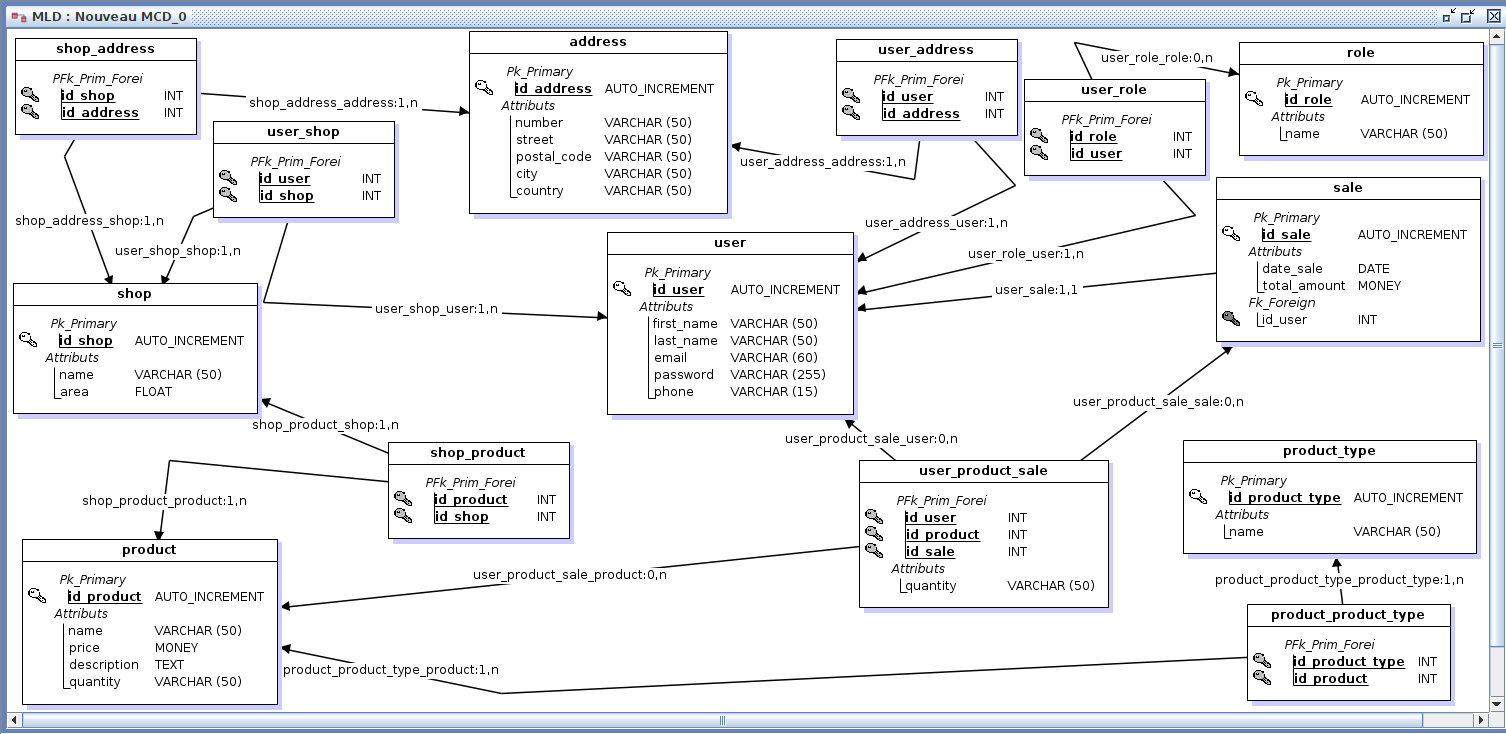 MLD : Nouveau MCD_0
shop_address
PFk_Prim_Forei
id_shop INT
id_address INT
address
Pk_Primary
id_address AUTO_INCREMENT
Attributs
number VARCHAR (50)
street VARCHAR (50)
postal_code VARCHAR (50)
city VARCHAR (50)
country VARCHAR (50)
user_address
PFk_Prim_Forei
id_user INT
id_address INT
user_role_role:0,n
role
Pk_Primary
id_role AUTO_INCREMENT
Attributs
name VARCHAR (50)
user_role
PFk_Prim_Forei
id_role INT
id_user INT
shop_address_address:1,n
user_shop
PFk_Prim_Forei
id_user INT
id_shop INT
user_address_address:1,n
shop_address_shop:1,n
user_shop_shop:1,n
user_address_user:1,n
user_role_user:1,n
user_sale:1,1
sale
Pk_Primary
id_sale AUTO_INCREMENT
Attributs
date_sale DATE
total_amount MONEY
Fk_Foreign
id_user INT
user
Pk_Primary
id_user AUTO_INCREMENT
Attributs
first_name VARCHAR (50)
last_name VARCHAR (50)
email VARCHAR (60)
password VARCHAR (255)
phone VARCHAR (15)
shop
Pk_Primary
id_shop AUTO_INCREMENT
Attributs
name VARCHAR (50)
area FLOAT
user_shop_user:1,n
user_product_sale_sale:0,n
shop_product_shop:1,n
user_product_sale_user:0,n
shop_product
PFk_Prim_Forei
id_product INT
id_shop INT
user_product_sale
PFk_Prim_Forei
id_user INT
id_product INT
id_sale INT
Attributs
quantity VARCHAR (50)
product_type
Pk_Primary
id_product_type AUTO_INCREMENT
Attributs
name VARCHAR (50)
shop_product_product:1,n
product
Pk_Primary
id_product AUTO_INCREMENT
Attributs
name VARCHAR (50)
price MONEY
description TEXT
quantity VARCHAR (50)
user_product_sale_product:0,n
product_product_type_product_type:1,n
product_product_type
PFk_Prim_Forei
id_product_type INT
id_product INT
product_product_type_product:1,n